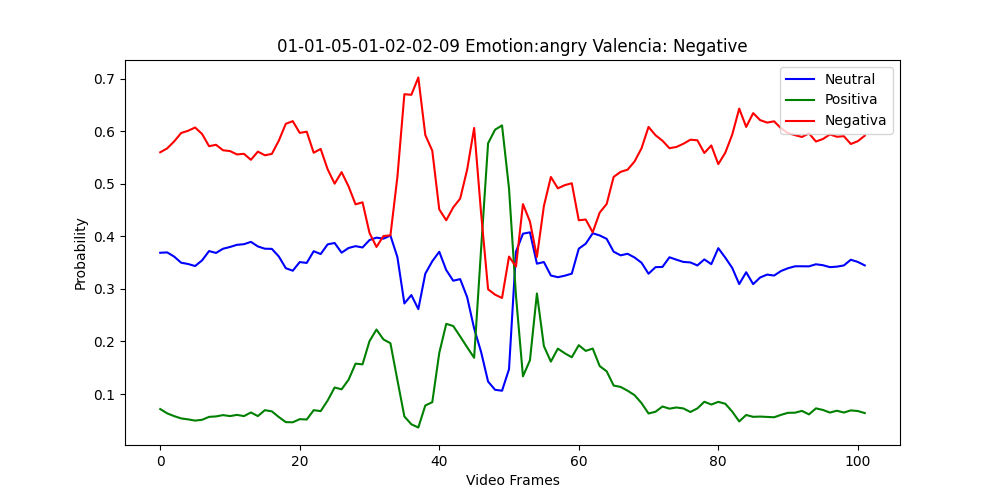 01-01-05-01-02-02-09 Emotion:angry Valencia: Negative
Neutral
Positiva
Negativa
Probability
0.7
0.6
0.5
0.4
0.3
0.2
0.1
0 20 40 60 80 100
Video Frames